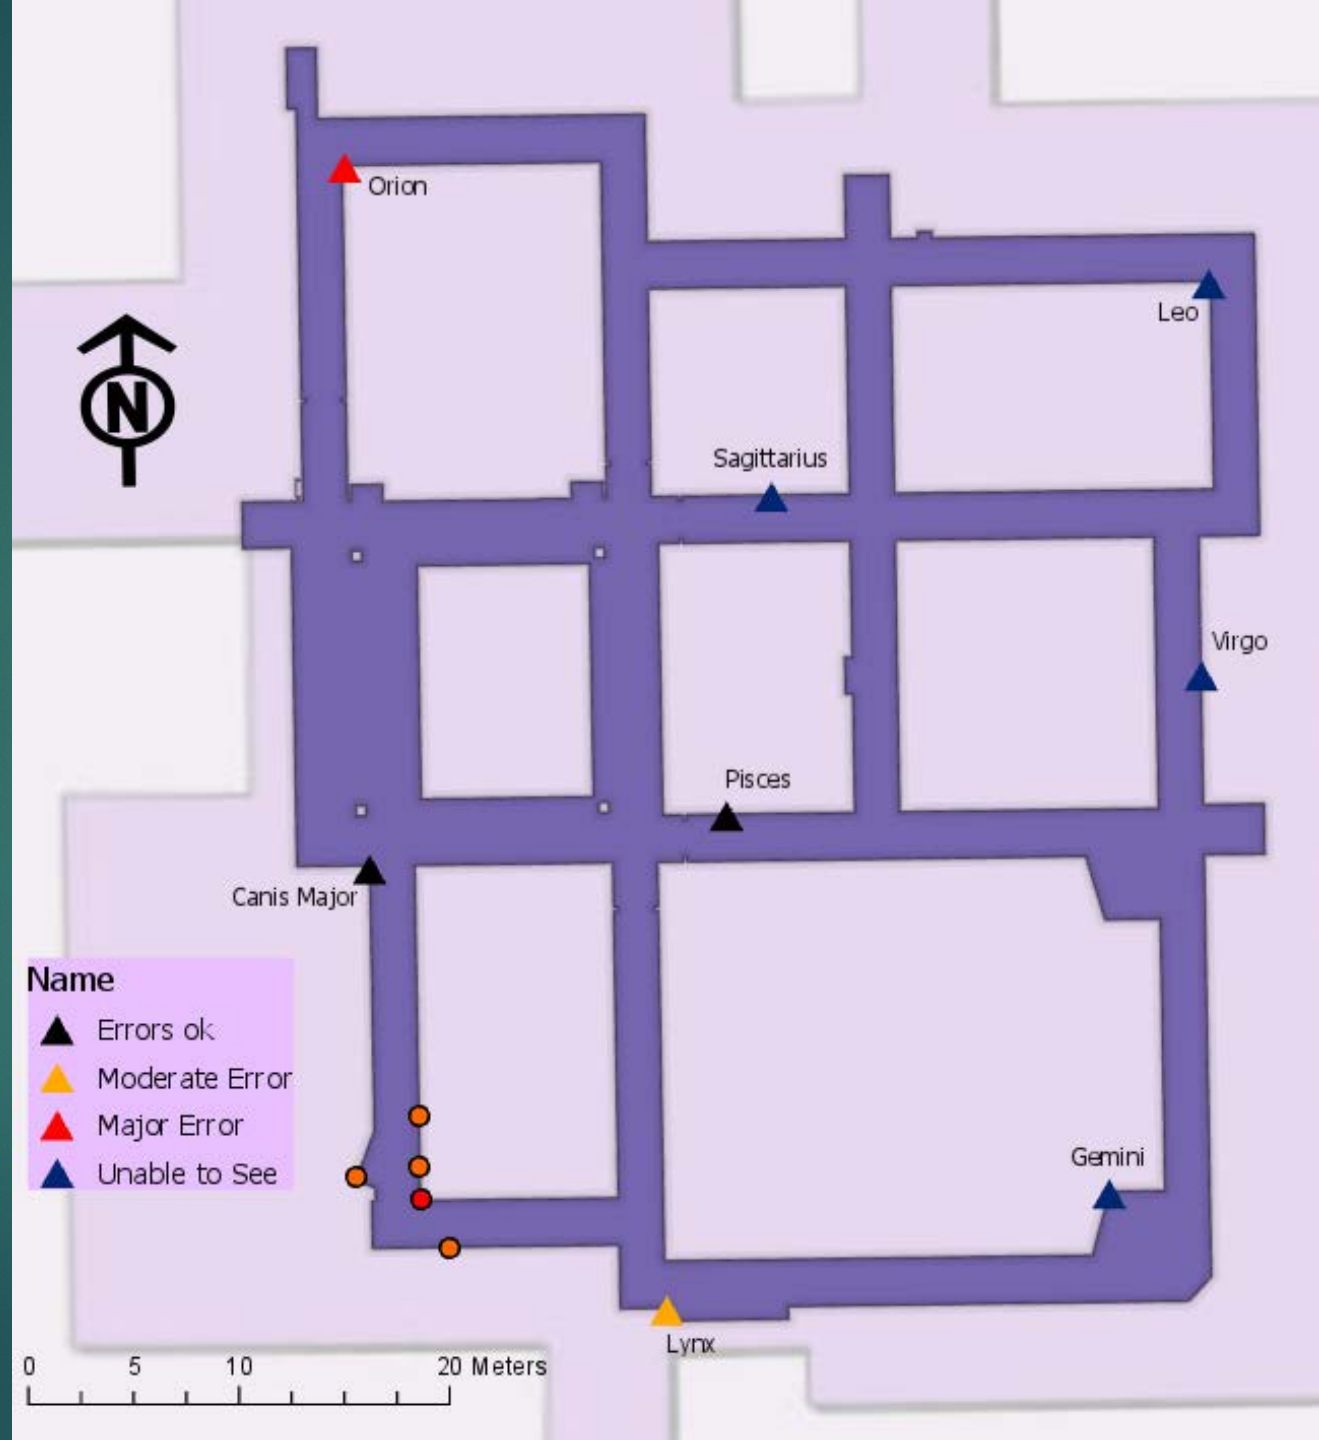 Orion
Leo
N
Sagittarius
Virgo
Pisces
Canis Major
Name
Errors ok
Moderate Error
Major Error
Unable to See
Gemini
Lynx
0 5 10 20 Meters